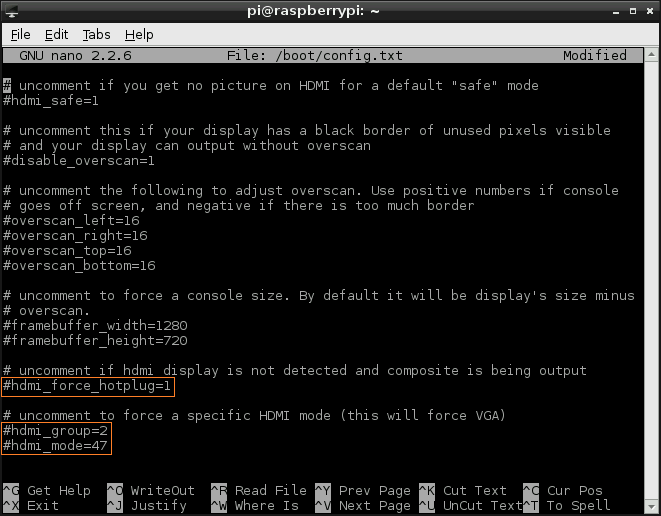 pi@raspberrypi: ~
File Edit Tabs Help
GNU nano 2.2.6 File: /boot/config.txt Modified
# uncomment if you get no picture on HDMI for a default "safe" mode
#hdmi_safe=1
# uncomment this if your display has a black border of unused pixels visible
# and your display can output without overscan
#disable_overscan=1
# uncomment the following to adjust overscan. Use positive numbers if console
# goes off screen, and negative if there is too much border
#overscan_left=16
#overscan_right=16
#overscan_top=16
#overscan_bottom=16
# uncomment to force a console size. By default it will be display's size minus
# overscan.
#framebuffer_width=1280
#framebuffer_height=720
# uncomment if hdmi display is not detected and composite is being output
#hdmi_force_hotplug=1
# uncomment to force a specific HDMI mode (this will force VGA)
#hdmi_group=2
#hdmi_mode=47
^G Get Help ^O WriteOut ^R Read File ^Y Prev Page ^K Cut Text ^C Cur Pos
^X Exit ^J Justify ^W Where Is ^V Next Page ^U UnCut Text ^T To Spell